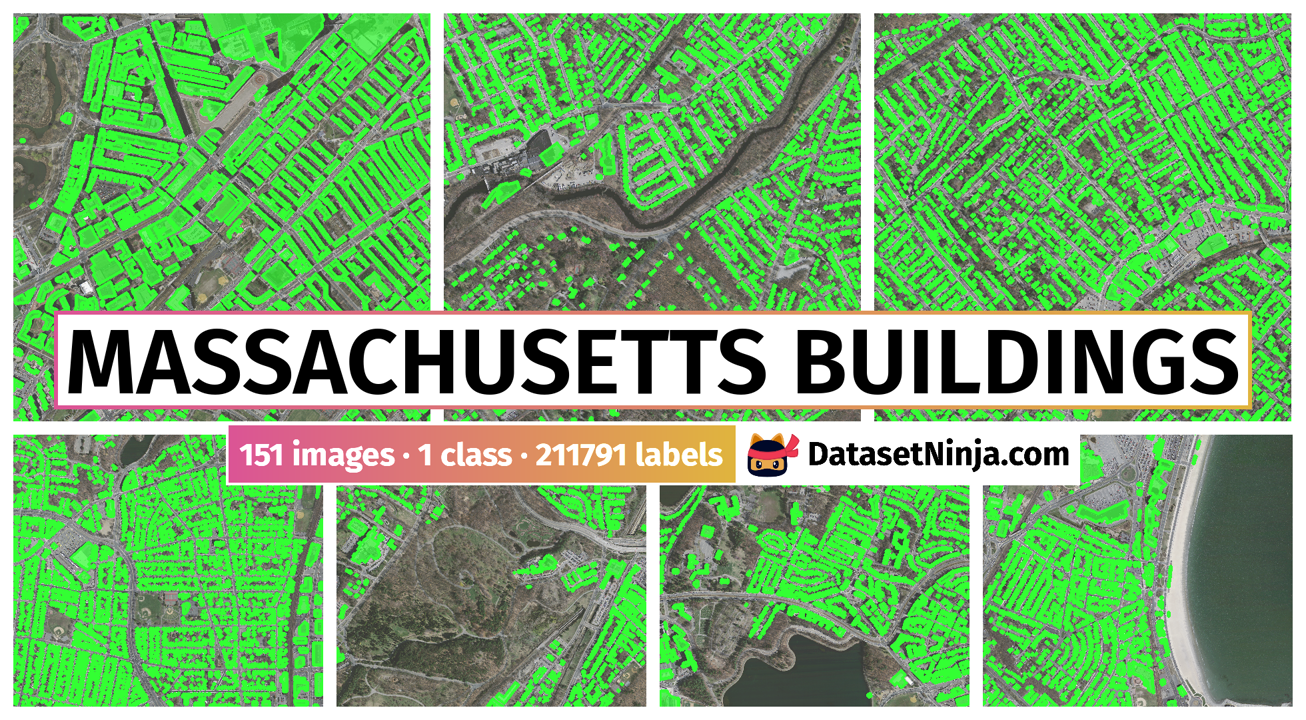 MASSACHUSETTS BUILDINGS
151 images · 1 class · 211791 labels
DatasetNinja.com